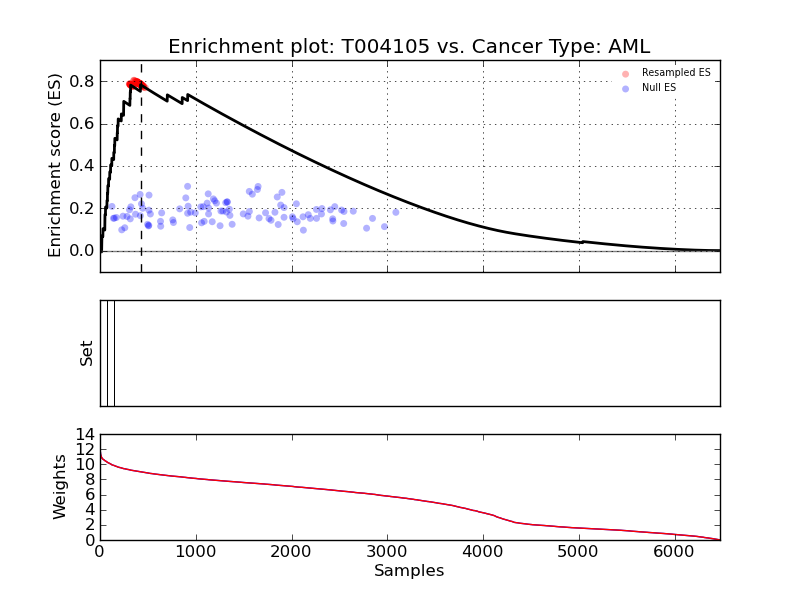 Enrichment plot: T004105 vs. Cancer Type: AML
Enrichment score (ES)
0.8
0.6
0.4
0.2
0.0
Resampled ES
Null ES
Set
Weights
14
12
10
8
6
4
2
0
0 1000 2000 3000 4000 5000 6000
Samples